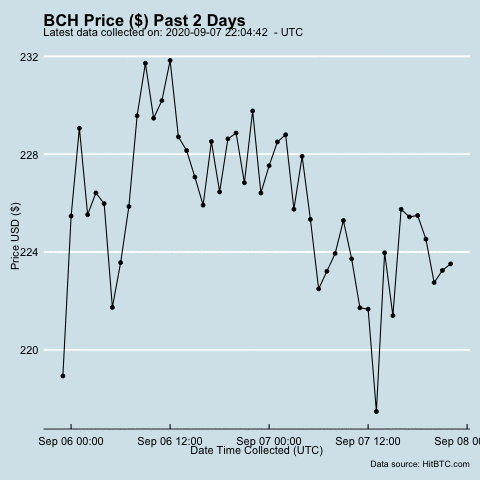 BCH Price ($) Past 2 Days
Latest data collected on: 2020-09-07 22:04:42 - UTC
232
228
224
220
Price USD ($)
Sep 06 00:00 Sep 06 12:00 Sep 07 00:00 Sep 07 12:00 Sep 08 0
Date Time Collected (UTC)
Data source: HitBTC.com